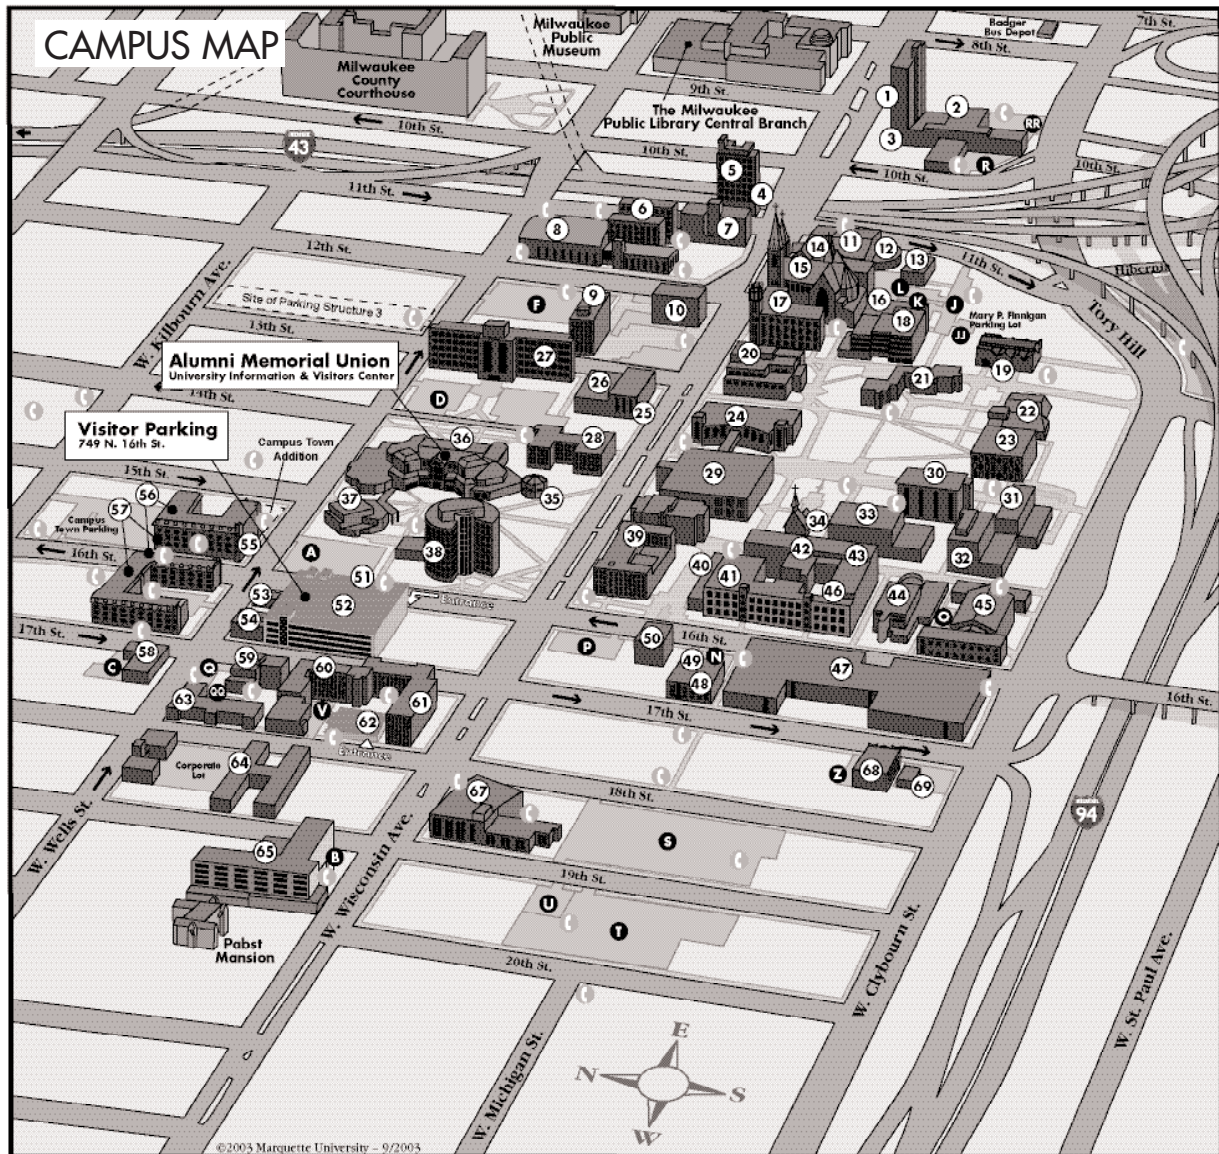 CAMPUS MAP
Milwaukee
Public
Museum
Badger
Bus Depot
7th St.
8th St.
Milwaukee
County
Courthouse
9th St.
The Milwaukee
Public Library Central Branch
1
2
3
RR
R
10th St.
43
10th St.
10th St.
10th St.
11th St.
5
4
6
7
8
12th St.
11
12
13
14
15
11th St.
W. Kilbourn Ave.
Site of Parking Structure 3
F
9
10
16
17
L
K
J
18
Mary P. Finnigan
Parking Lot
JJ
Tory Hill
13th St.
Alumni Memorial Union
University Information & Visitors Center
27
20
19
21
14th St.
D
26
25
24
22
23
Visitor Parking
749 N. 16th St.
Campus Town
Addition
36
28
29
30
15th St.
56
57
37
35
31
Campus
Town Parking
55
34
33
16th St.
A
38
39
42
43
32
51
40
41
52
Entrance
46
44
45
O
53
54
17th St.
16th St.
P
50
58
C
Q
59
60
49
N
48
47
63
QQ
V
61
62
Entrance
17th St.
16th St.
Corporate
Lot
64
Z
68
69
W. Wells St.
67
18th St.
94
65
B
W. Wisconsin Ave.
S
19th St.
U
T
Pabst
Mansion
20th St.
W. Clybourn St.
W. St. Paul Ave.
W. Michigan St.
E
N
S
W
©2003 Marquette University – 9/2003